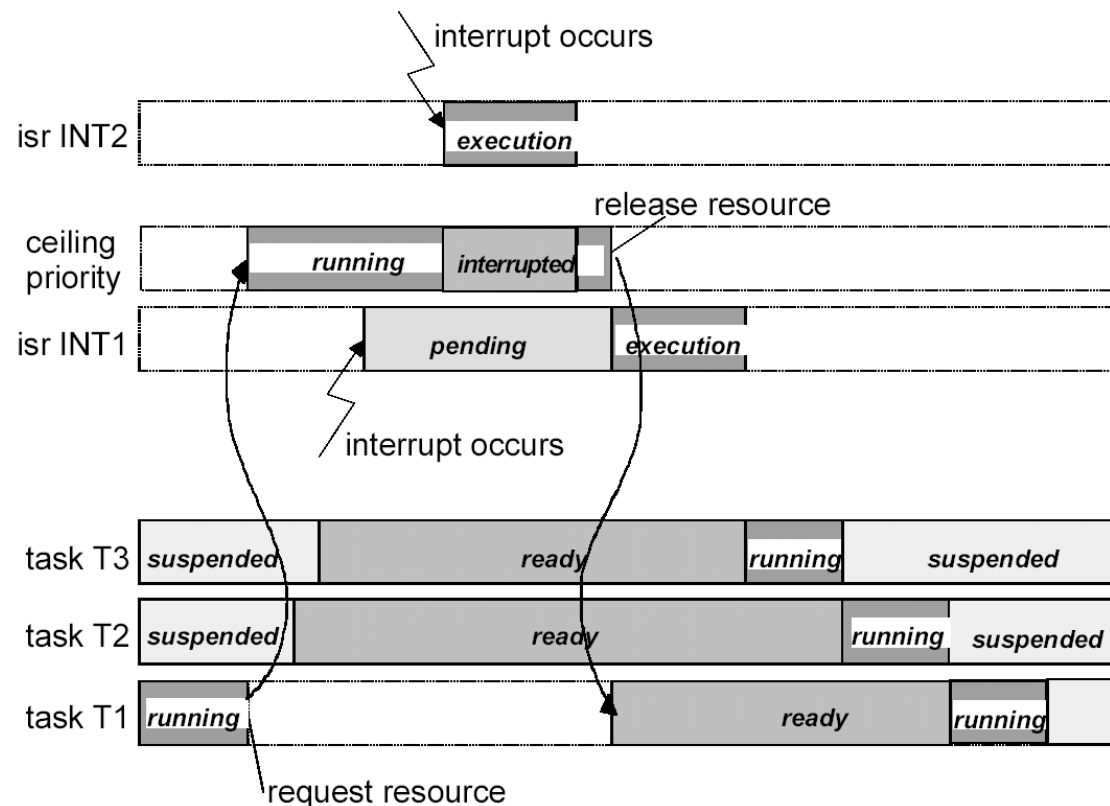 interrupt occurs
isr INT2
execution
release resource
ceiling
priority
running
interrupted
isr INT1
pending
execution
interrupt occurs
task T3
suspended
ready
running
suspended
task T2
suspended
ready
running
suspended
task T1
running
ready
running
request resource